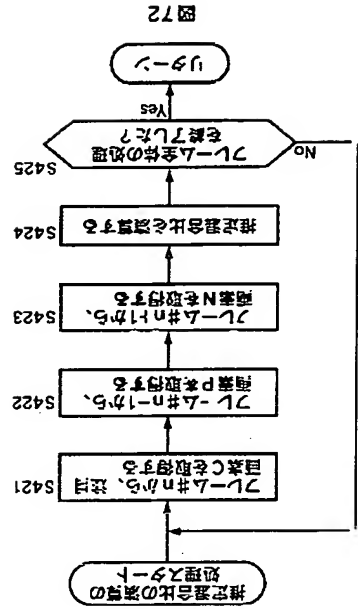 推定混合比の演算の
処理スタート
S421
フレーム#nから、注目
画素Cを取得する
S422
フレーム#n-1から、
画素Pを取得する
S423
フレーム#n+1から、
画素Nを取得する
S424
推定混合比を演算する
S425
フレーム全体の処理
を終了した？
No
Yes
リターン
図72